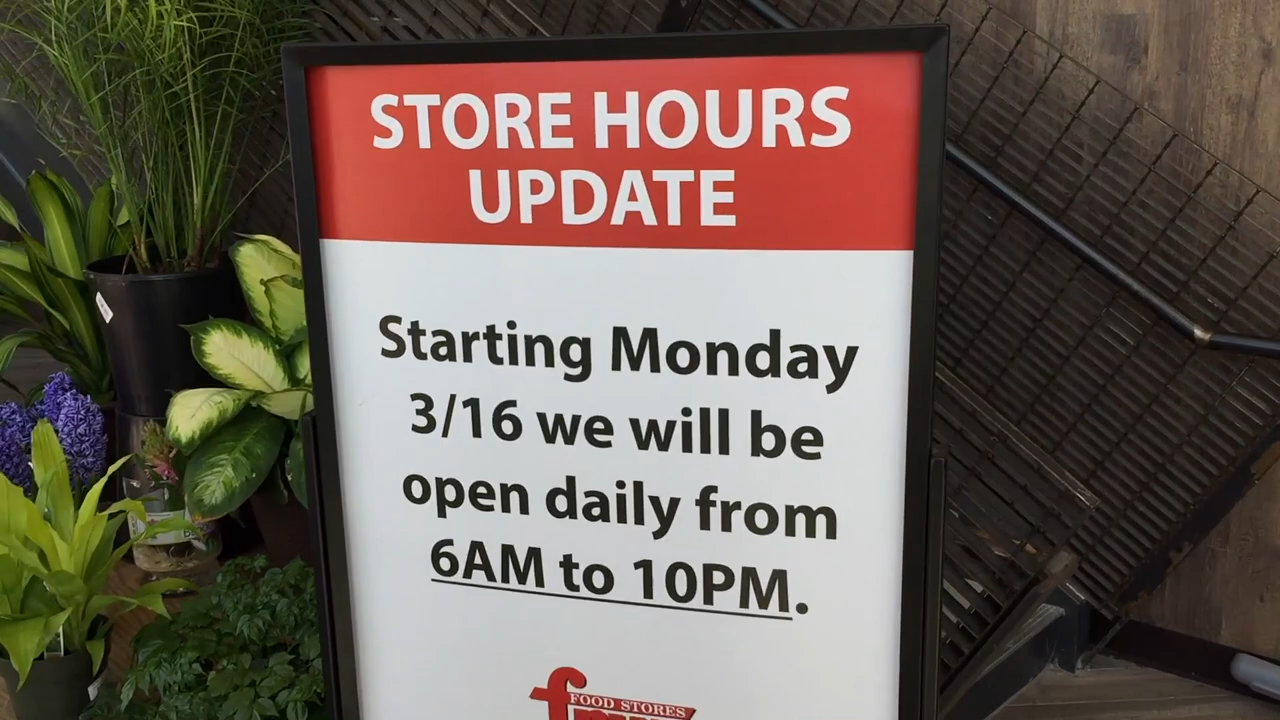 STORE HOURS
UPDATE
Starting Monday
3/16 we will be
open daily from
6AM to 10PM.
FOOD STORES